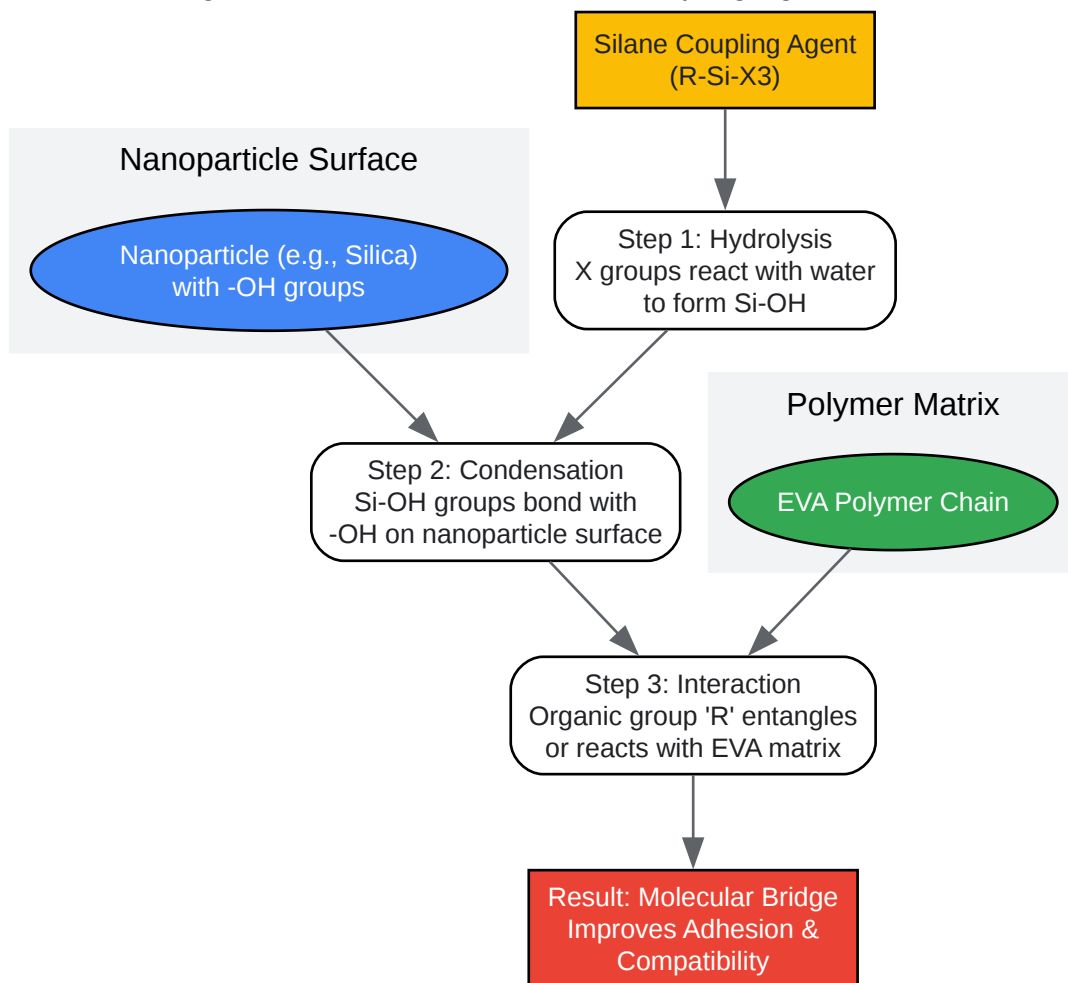 Silane Coupling Agent
(R-Si-X3)
Nanoparticle Surface
Nanoparticle (e.g., Silica)
with -OH groups
Step 1: Hydrolysis
X groups react with water
to form Si-OH
Polymer Matrix
EVA Polymer Chain
Step 2: Condensation
Si-OH groups bond with
-OH on nanoparticle surface
Step 3: Interaction
Organic group 'R' entangles
or reacts with EVA matrix
Result: Molecular Bridge
Improves Adhesion &
Compatibility